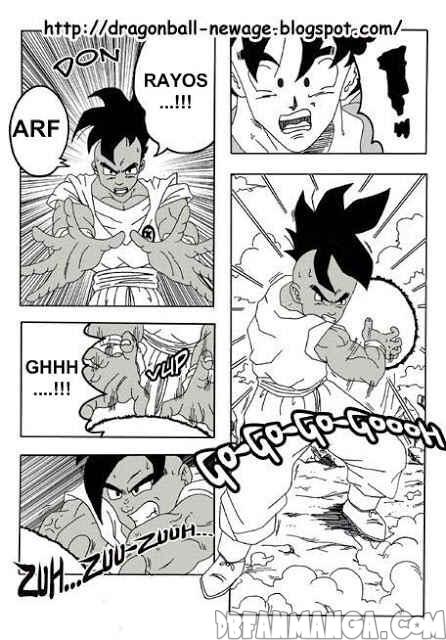 http://dragonball-newage.blogspot.com/
DON
RAYOS
...!!!
ARF
!!!
GHHH
....!!!
VUP
GO-GO-GO-GOOOH
ZUH...ZUU-ZUUH...
DBFANMANGA.COM